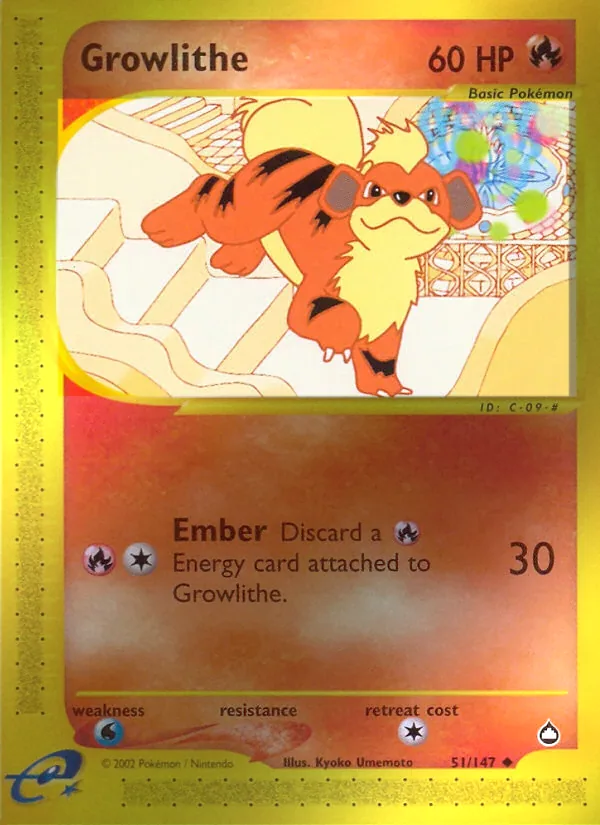 Growlithe 60 HP
Basic Pokémon
ID: C-09-#
Ember Discard a
Energy card attached to
Growlithe.
30
weakness resistance retreat cost
© 2002 Pokémon / Nintendo Illus. Kyoko Umemoto 51/147
e